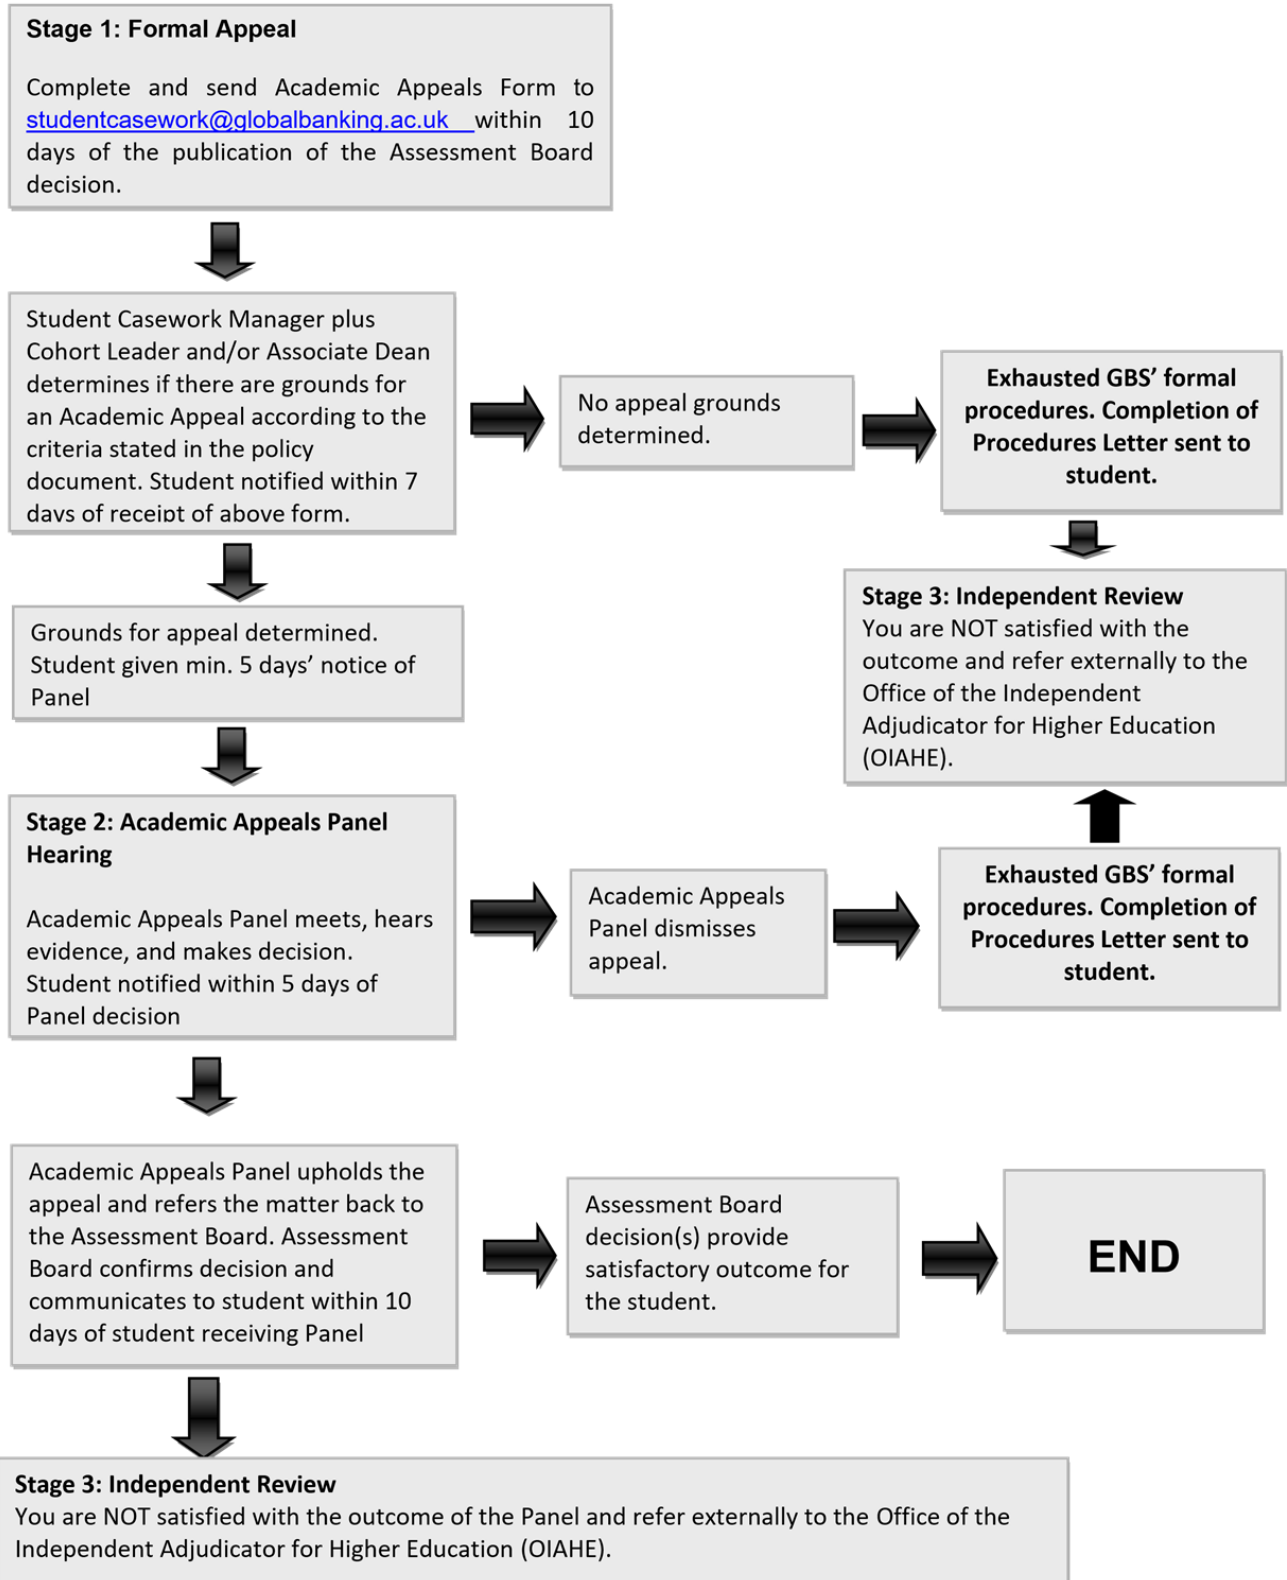 Stage 1: Formal Appeal
Complete and send Academic Appeals Form to
studentcasework@globalbanking.ac.uk within 10
days of the publication of the Assessment Board
decision.
Student Casework Manager plus
Cohort Leader and/or Associate Dean
determines if there are grounds for
an Academic Appeal according to the
criteria stated in the policy
document. Student notified within 7
days of receipt of above form.
No appeal grounds
determined.
Exhausted GBS’ formal
procedures. Completion of
Procedures Letter sent to
student.
Grounds for appeal determined.
Student given min. 5 days’ notice of
Panel
Stage 3: Independent Review
You are NOT satisfied with the
outcome and refer externally to the
Office of the Independent
Adjudicator for Higher Education
(OIAHE).
Stage 2: Academic Appeals Panel
Hearing
Academic Appeals Panel meets, hears
evidence, and makes decision.
Student notified within 5 days of
Panel decision
Academic Appeals
Panel dismisses
appeal.
Exhausted GBS’ formal
procedures. Completion of
Procedures Letter sent to
student.
Academic Appeals Panel upholds the
appeal and refers the matter back to
the Assessment Board. Assessment
Board confirms decision and
communicates to student within 10
days of student receiving Panel
Assessment Board
decision(s) provide
satisfactory outcome for
the student.
END
Stage 3: Independent Review
You are NOT satisfied with the outcome of the Panel and refer externally to the Office of the
Independent Adjudicator for Higher Education (OIAHE).